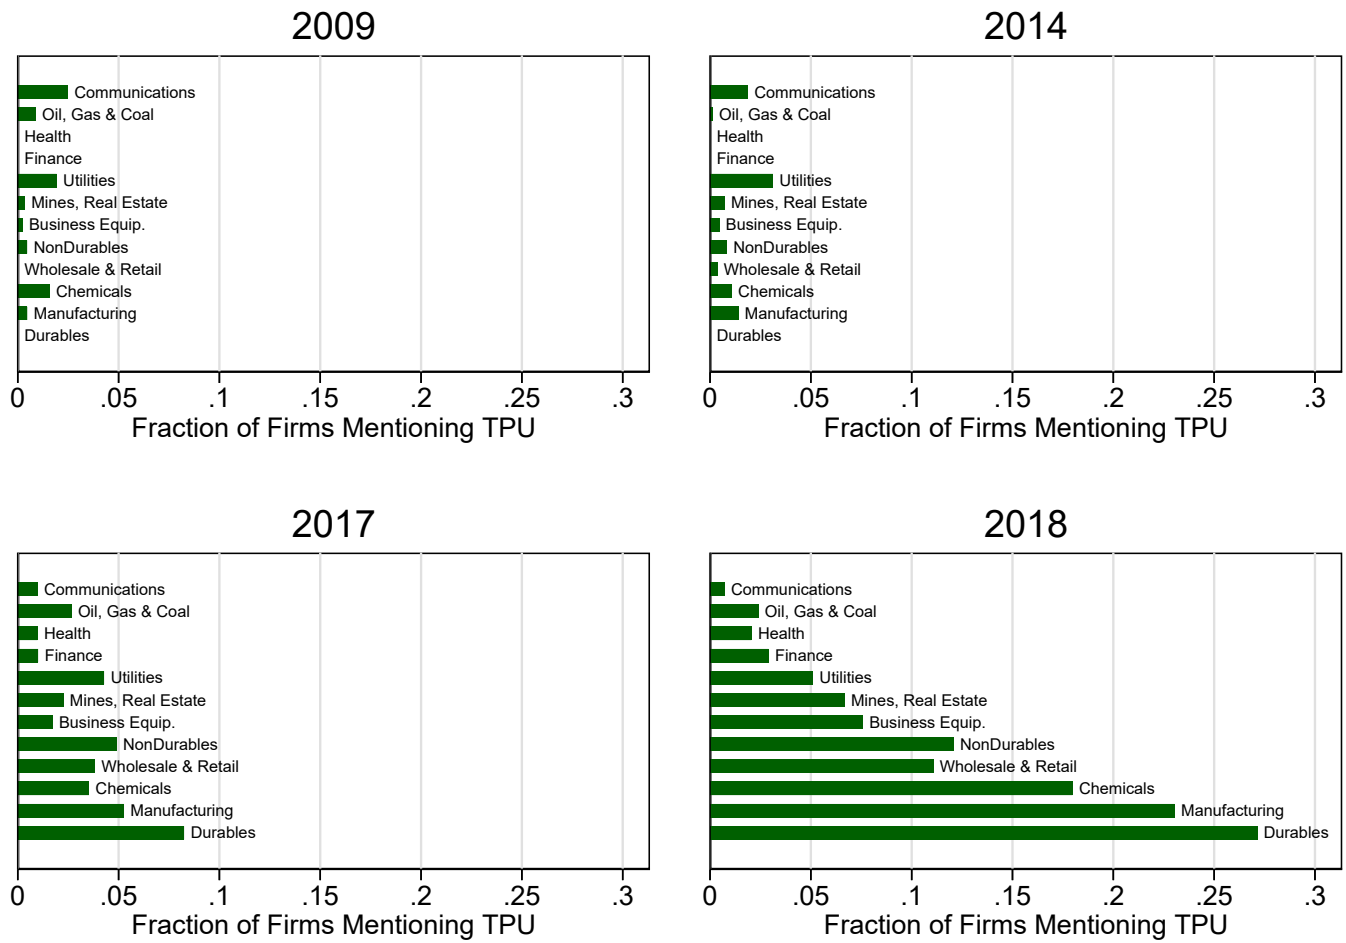 2009
Communications
Oil, Gas & Coal
Health
Finance
Utilities
Mines, Real Estate
Business Equip.
NonDurables
Wholesale & Retail
Chemicals
Manufacturing
Durables
0 .05 .1 .15 .2 .25 .3
Fraction of Firms Mentioning TPU
2014
Communications
Oil, Gas & Coal
Health
Finance
Utilities
Mines, Real Estate
Business Equip.
NonDurables
Wholesale & Retail
Chemicals
Manufacturing
Durables
0 .05 .1 .15 .2 .25 .3
Fraction of Firms Mentioning TPU
2017
Communications
Oil, Gas & Coal
Health
Finance
Utilities
Mines, Real Estate
Business Equip.
NonDurables
Wholesale & Retail
Chemicals
Manufacturing
Durables
0 .05 .1 .15 .2 .25 .3
Fraction of Firms Mentioning TPU
2018
Communications
Oil, Gas & Coal
Health
Finance
Utilities
Mines, Real Estate
Business Equip.
NonDurables
Wholesale & Retail
Chemicals
Manufacturing
Durables
0 .05 .1 .15 .2 .25 .3
Fraction of Firms Mentioning TPU